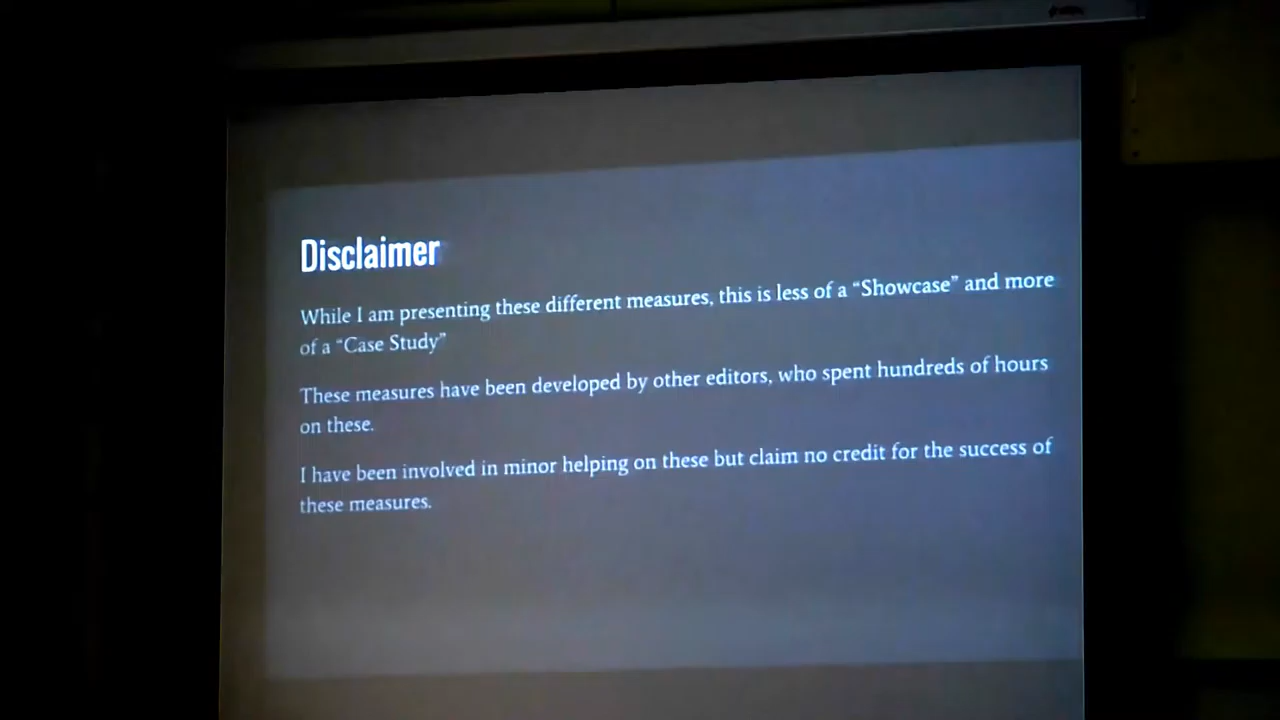 Disclaimer
While I am presenting these different measures, this is less of a “Showcase” and more
of a “Case Study”
These measures have been developed by other editors, who spent hundreds of hours
on these.
I have been involved in minor helping on these but claim no credit for the success of
these measures.